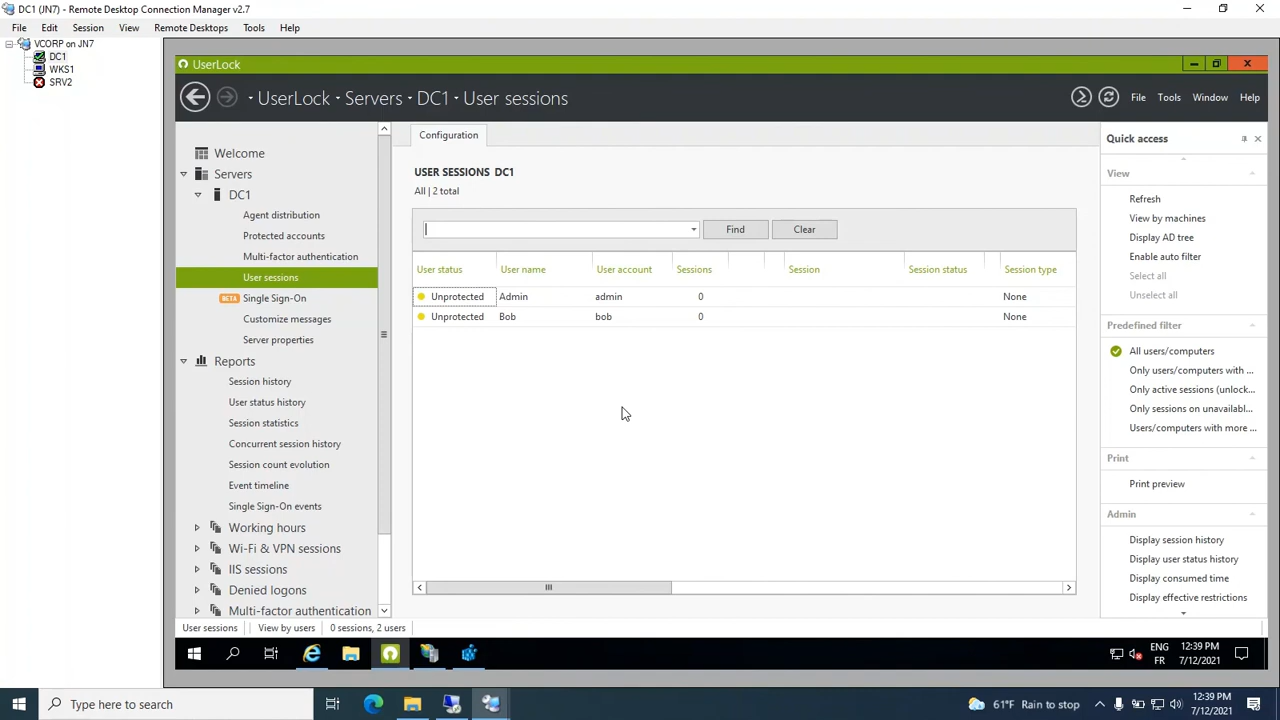 DC1 (JN7) - Remote Desktop Connection Manager v2.7
File Edit Session View Remote Desktops Tools Help
VCORP on JN7
DC1
WKS1
SRV2
UserLock
UserLock Servers DC1 User sessions
File Tools Window Help
Welcome
Servers
DC1
Agent distribution
Protected accounts
Multi-factor authentication
User sessions
BETA Single Sign-On
Customize messages
Server properties
Reports
Session history
User status history
Session statistics
Concurrent session history
Session count evolution
Event timeline
Single Sign-On events
Working hours
Wi-Fi & VPN sessions
IIS sessions
Denied logons
Multi-factor authentication
Configuration
USER SESSIONS DC1
All | 2 total
Find Clear
User status User name User account Sessions Session Session status Session type
Unprotected Admin admin 0 None
Unprotected Bob bob 0 None
Quick access
View
Refresh
View by machines
Display AD tree
Enable auto filter
Select all
Unselect all
Predefined filter
All users/computers
Only users/computers with ...
Only active sessions (unlock...
Only sessions on unavailabl...
Users/computers with more ...
Print
Print preview
Admin
Display session history
Display user status history
Display consumed time
Display effective restrictions
User sessions View by users 0 sessions, 2 users
ENG
FR
12:39 PM
7/12/2021
Type here to search
61°F Rain to stop
12:39 PM
7/12/2021